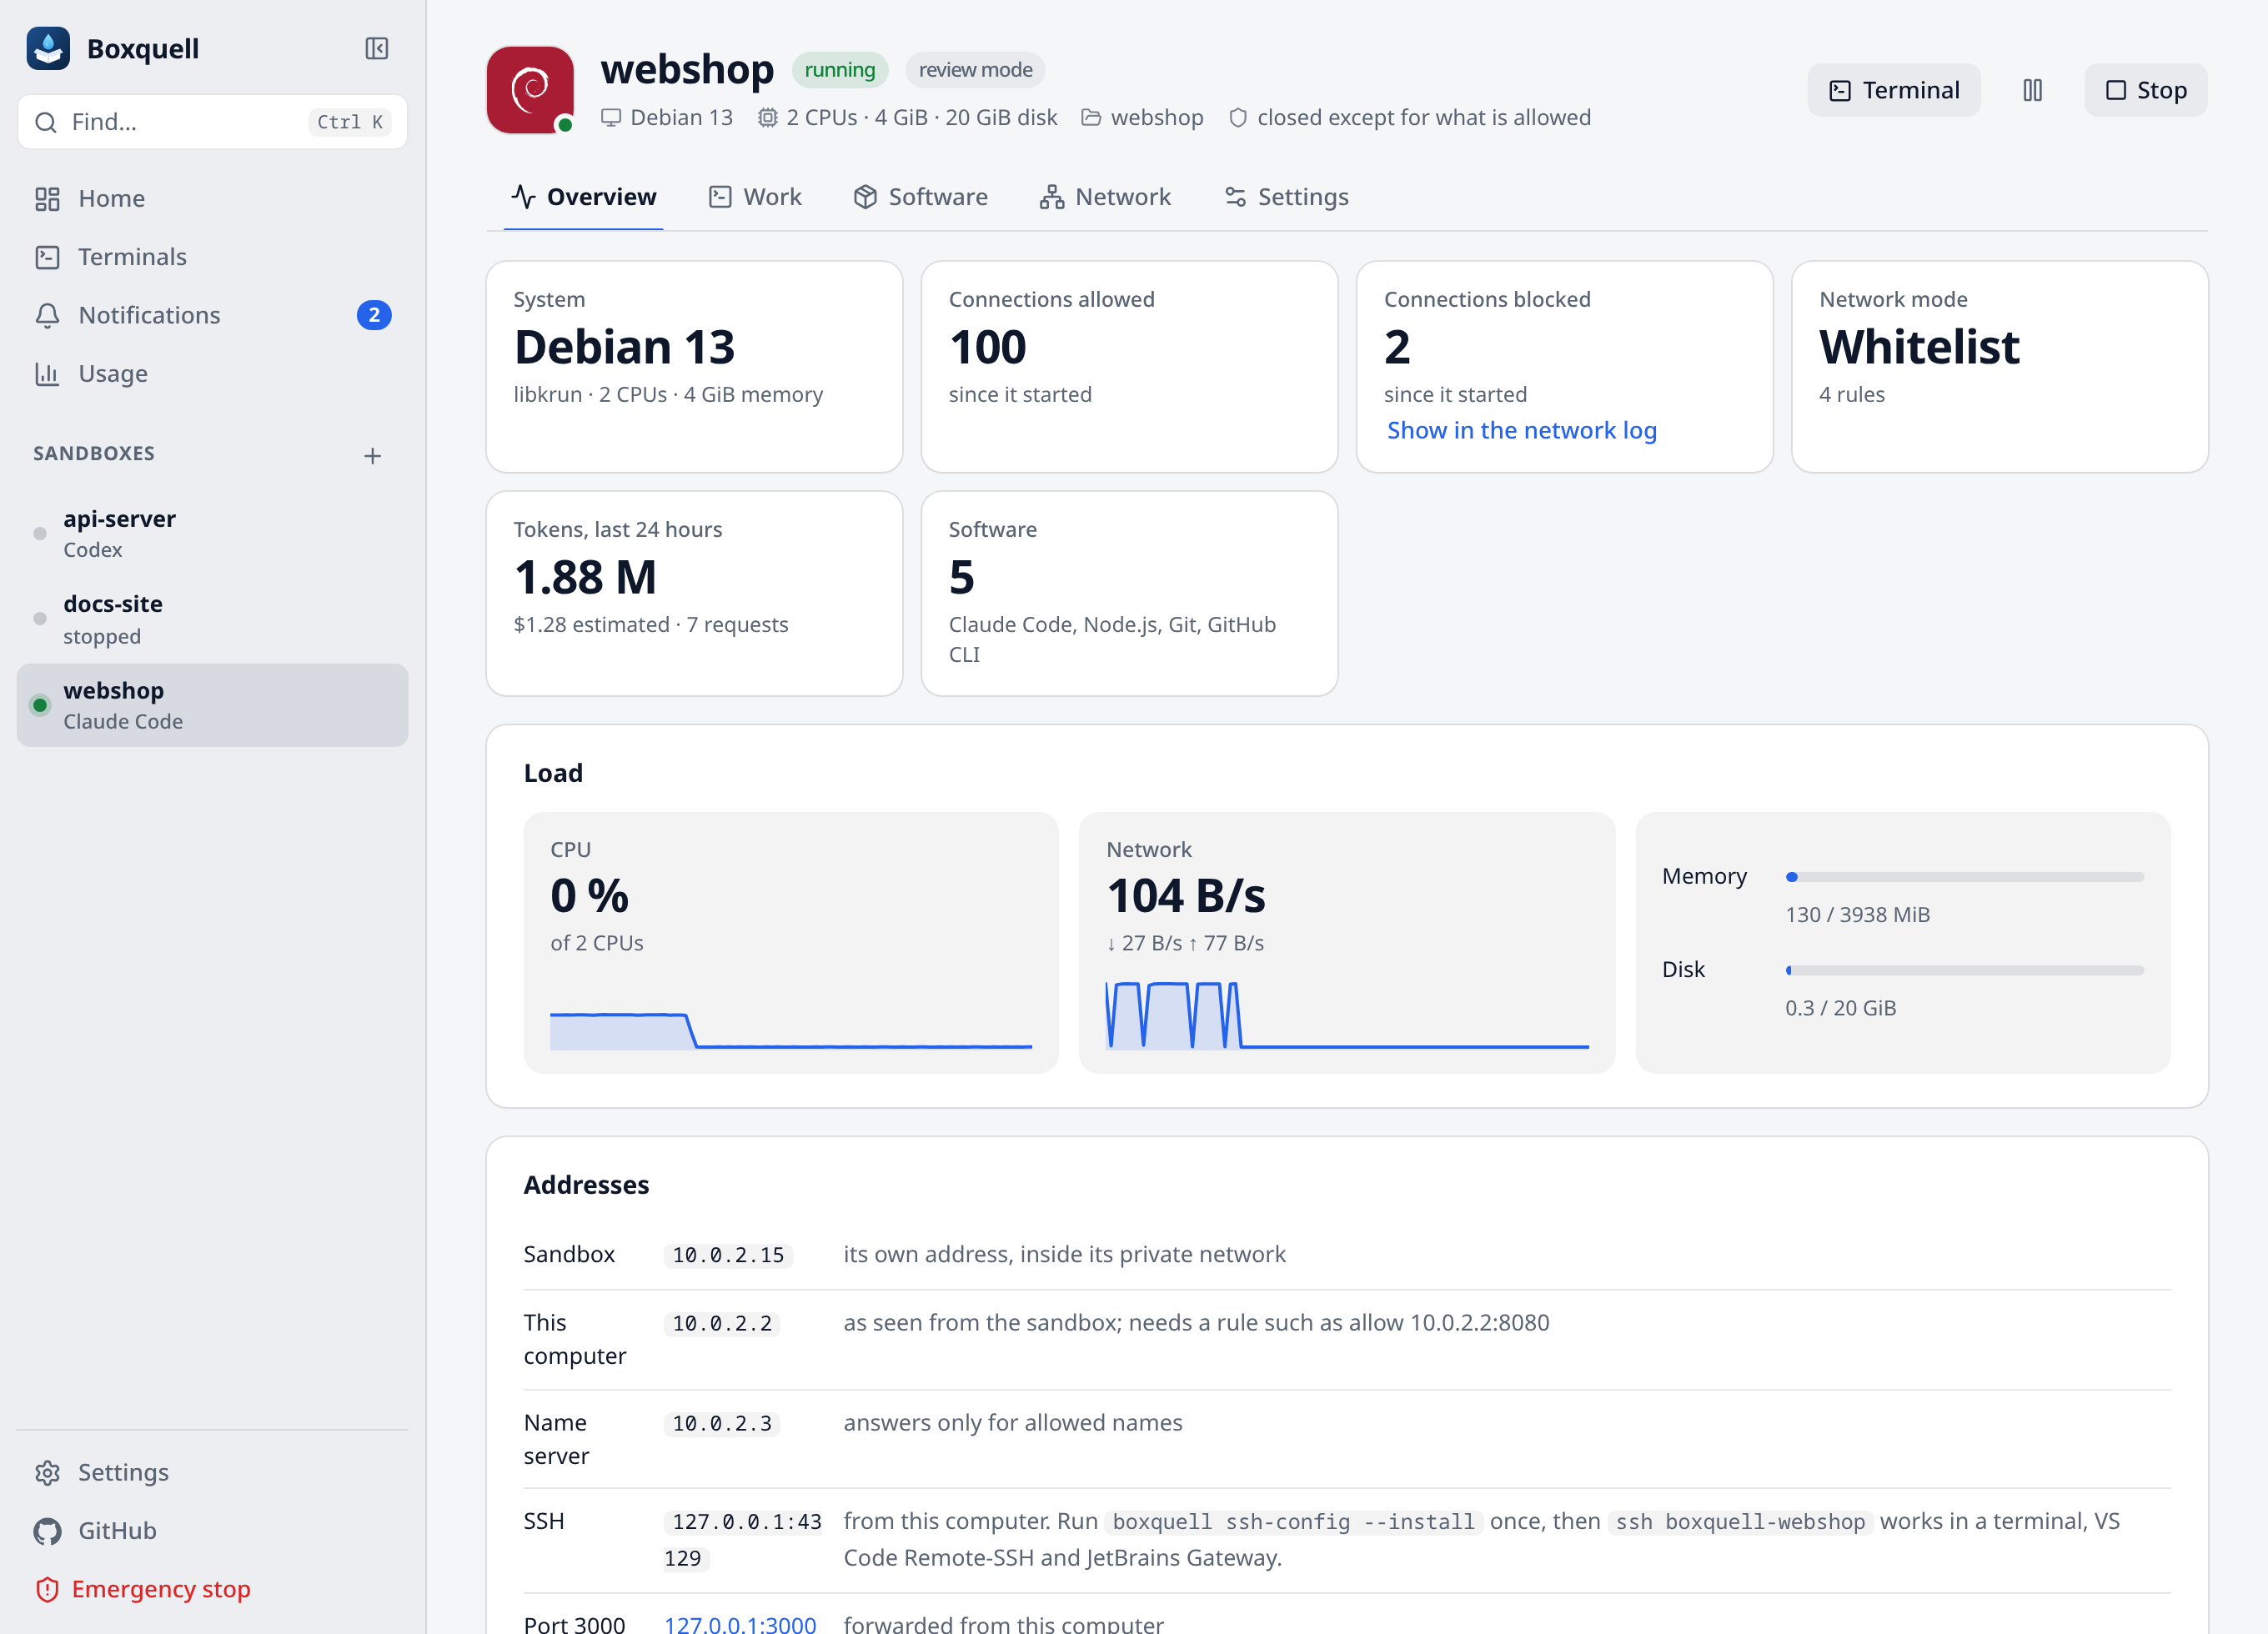 Boxquell
Find...
Ctrl K
Home
Terminals
Notifications
2
Usage
SANDBOXES
api-server
Codex
docs-site
stopped
webshop
Claude Code
Settings
GitHub
Emergency stop
webshop
running
review mode
Debian 13
2 CPUs · 4 GiB · 20 GiB disk
webshop
closed except for what is allowed
Terminal
Stop
Overview
Work
Software
Network
Settings
System
Debian 13
libkrun · 2 CPUs · 4 GiB memory
Connections allowed
100
since it started
Connections blocked
2
since it started
Show in the network log
Network mode
Whitelist
4 rules
Tokens, last 24 hours
1.88 M
$1.28 estimated · 7 requests
Software
5
Claude Code, Node.js, Git, GitHub
CLI
Load
CPU
0 %
of 2 CPUs
Network
104 B/s
↓ 27 B/s ↑ 77 B/s
Memory
130 / 3938 MiB
Disk
0.3 / 20 GiB
Addresses
Sandbox
10.0.2.15
its own address, inside its private network
This
computer
10.0.2.2
as seen from the sandbox; needs a rule such as allow 10.0.2.2:8080
Name
server
10.0.2.3
answers only for allowed names
SSH
127.0.0.1:43
129
from this computer. Run boxquell ssh-config --install once, then ssh boxquell-webshop works in a terminal, VS
Code Remote-SSH and JetBrains Gateway.
Port 3000
127.0.0.1:3000
forwarded from this computer